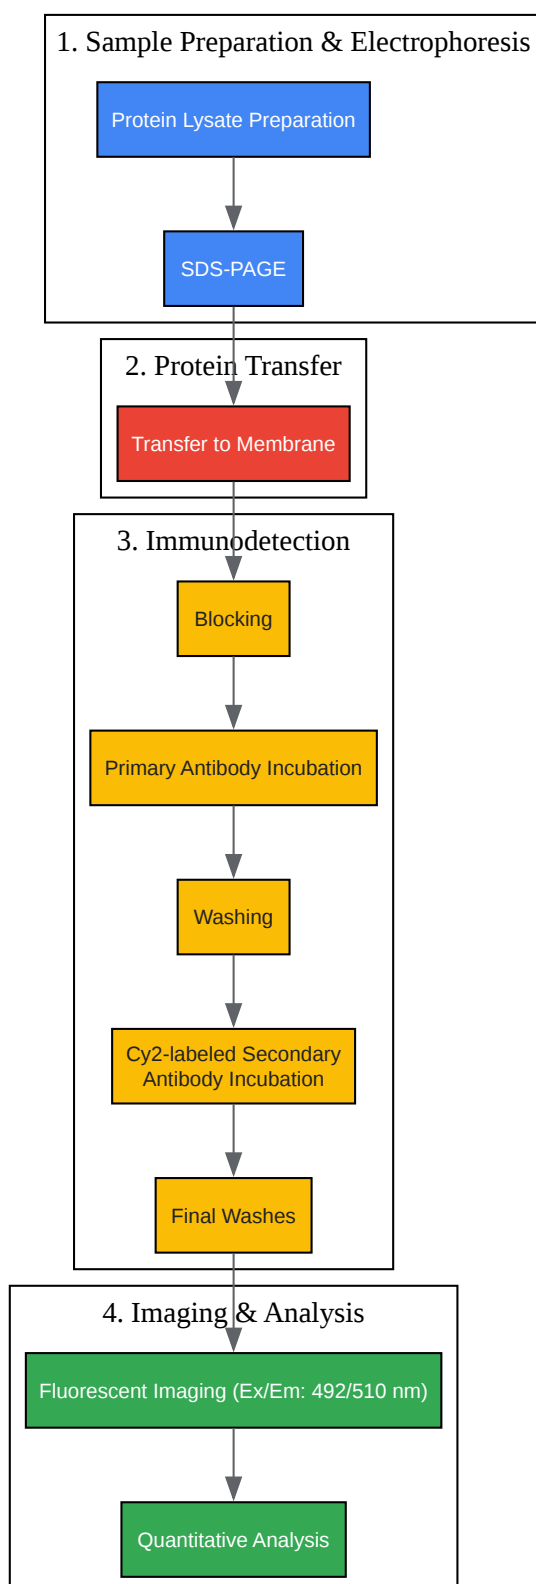 1. Sample Preparation & Electrophoresis
Protein Lysate Preparation
SDS-PAGE
2. Protein Transfer
Transfer to Membrane
3. Immunodetection
Blocking
Primary Antibody Incubation
Washing
Cy2-labeled Secondary
Antibody Incubation
Final Washes
4. Imaging & Analysis
Fluorescent Imaging (Ex/Em: 492/510 nm)
Quantitative Analysis